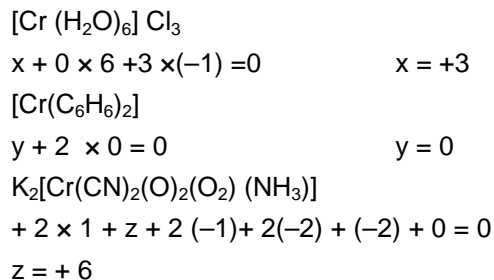 [Cr (H₂O)₆] Cl₃
x + 0 × 6 +3 ×(–1) =0 x = +3
[Cr(C₆H₆)₂]
y + 2 × 0 = 0 y = 0
K₂[Cr(CN)₂(O)₂(O₂) (NH₃)]
+ 2 × 1 + z + 2 (–1)+ 2(–2) + (–2) + 0 = 0
z = + 6